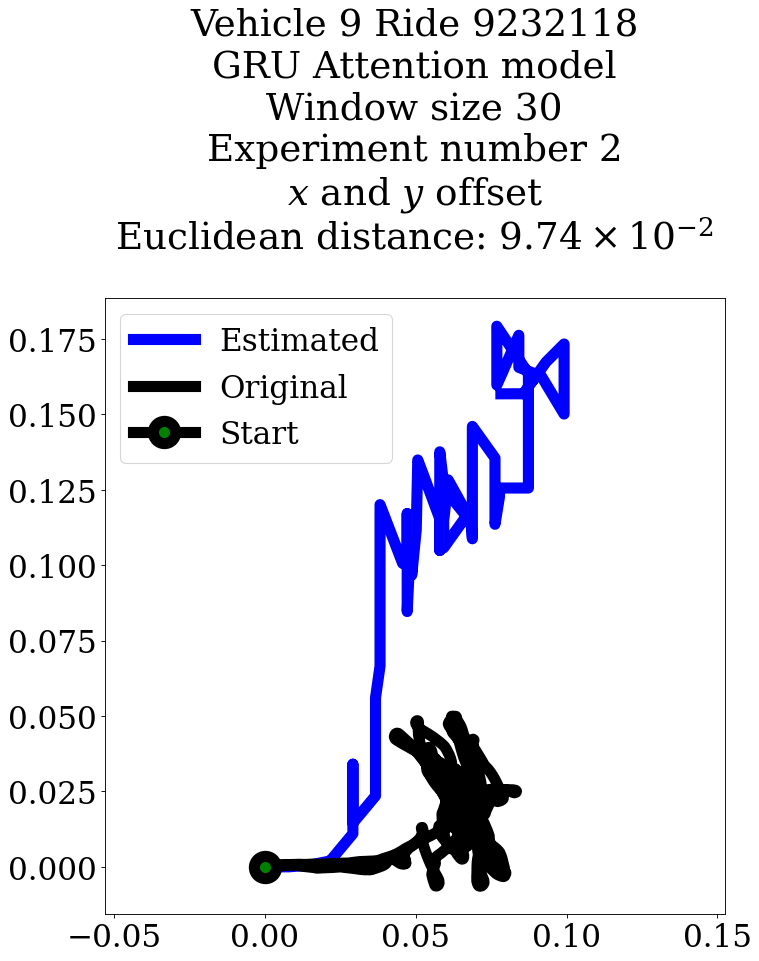 Vehicle 9 Ride 9232118
GRU Attention model
Window size 30
Experiment number 2
x and y offset
Euclidean distance: 9.74 × 10⁻²
Estimated
Original
Start
0.175
0.150
0.125
0.100
0.075
0.050
0.025
0.000
−0.05 0.00 0.05 0.10 0.15